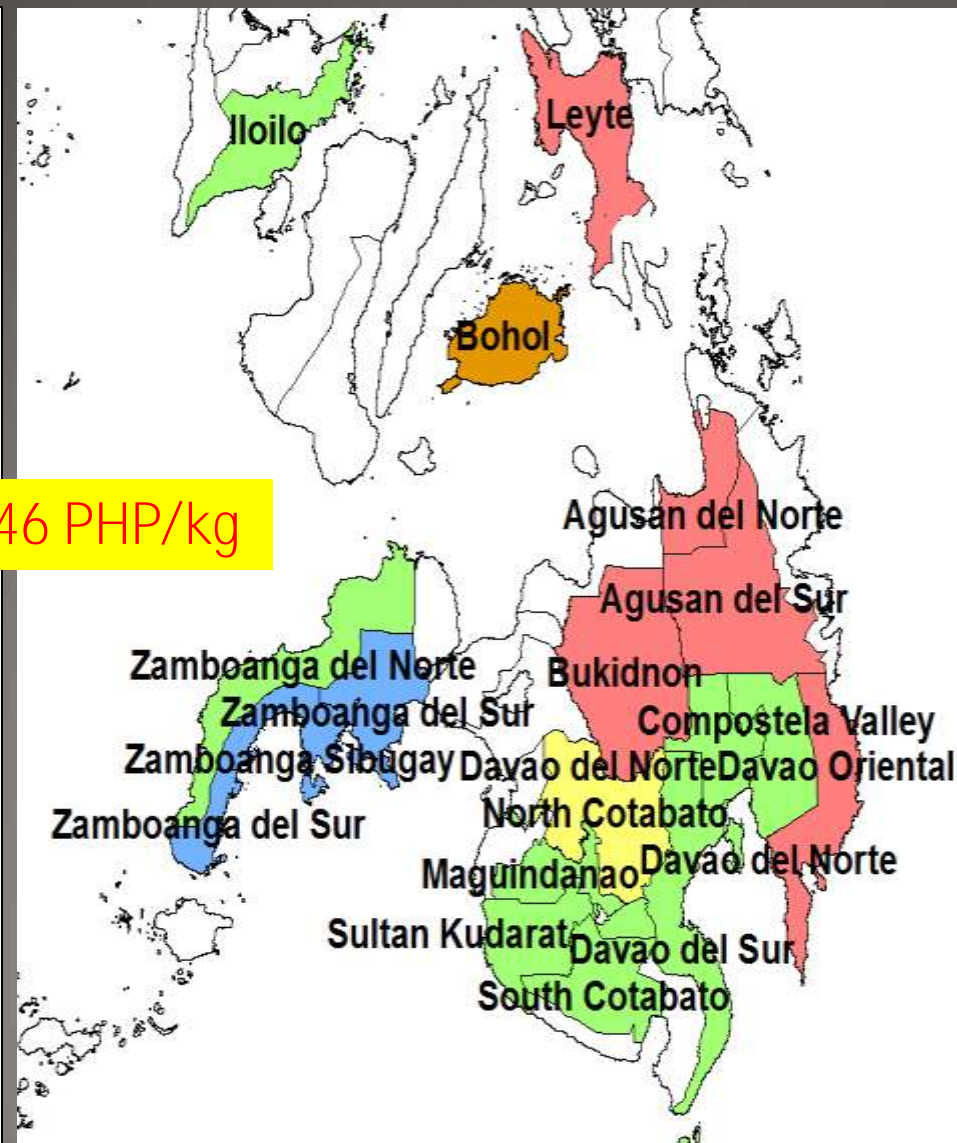 Iloilo
Leyte
Bohol
46 PHP/kg
Agusan del Norte
Agusan del Sur
Zamboanga del Norte
Bukidnon
Zamboanga del Sur
Compostela Valley
Zamboanga Sibugay
Davao del Norte
Davao Oriental
North Cotabato
Zamboanga del Sur
Davao del Norte
Maguindanao
Sultan Kudarat
Davao del Sur
South Cotabato